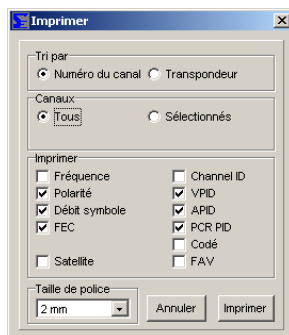 Imprimer
Tri par
Numéro du canal Transpondeur
Canaux
Tous Sélectionnés
Imprimer
Fréquence Channel ID
Polarité VPID
Débit symbole APID
FEC PCR PID
Codé
Satellite FAV
Taille de police
2 mm Annuler Imprimer